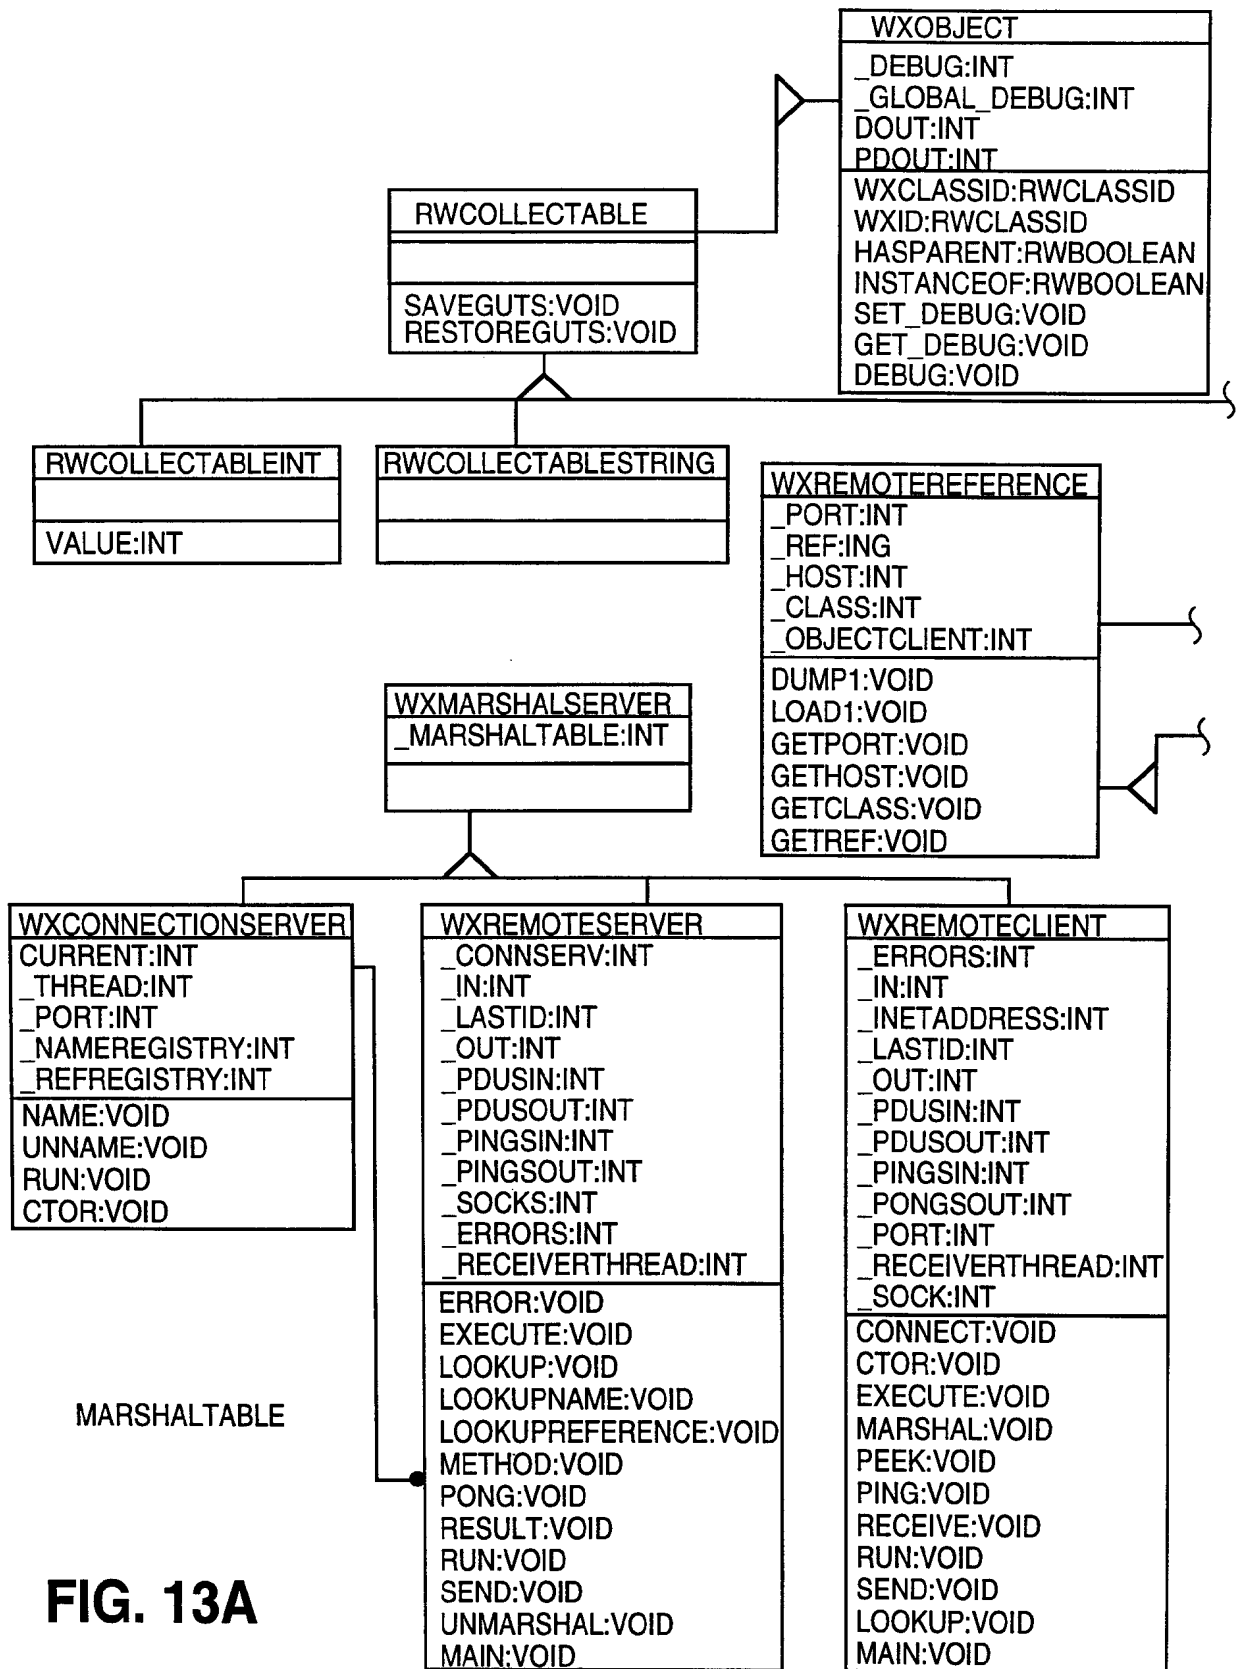 WXOBJECT
_DEBUG:INT
_GLOBAL_DEBUG:INT
DOUT:INT
PDOUT:INT
WXCLASSID:RWCLASSID
WXID:RWCLASSID
HASPARENT:RWBOOLEAN
INSTANCEOF:RWBOOLEAN
SET_DEBUG:VOID
GET_DEBUG:VOID
DEBUG:VOID
RWCOLLECTABLE
SAVEGUTS:VOID
RESTOREGUTS:VOID
RWCOLLECTABLEINT
VALUE:INT
RWCOLLECTABLESTRING
WXREMOTEREFERENCE
_PORT:INT
_REF:ING
_HOST:INT
_CLASS:INT
_OBJECTCLIENT:INT
DUMP1:VOID
LOAD1:VOID
GETPORT:VOID
GETHOST:VOID
GETCLASS:VOID
GETREF:VOID
WXMARSHALSERVER
_MARSHALTABLE:INT
WXCONNECTIONSERVER
CURRENT:INT
_THREAD:INT
_PORT:INT
_NAMEREGISTRY:INT
_REFREGISTRY:INT
NAME:VOID
UNNAME:VOID
RUN:VOID
CTOR:VOID
WXREMOTESERVER
_CONNSERV:INT
_IN:INT
_LASTID:INT
_OUT:INT
_PDUSIN:INT
_PDUSOUT:INT
_PINGSIN:INT
_PINGSOUT:INT
_SOCKS:INT
_ERRORS:INT
_RECEIVERTHREAD:INT
ERROR:VOID
EXECUTE:VOID
LOOKUP:VOID
LOOKUPNAME:VOID
LOOKUPREFERENCE:VOID
METHOD:VOID
PONG:VOID
RESULT:VOID
RUN:VOID
SEND:VOID
UNMARSHAL:VOID
MAIN:VOID
WXREMOTECLIENT
_ERRORS:INT
_IN:INT
_INETADDRESS:INT
_LASTID:INT
_OUT:INT
_PDUSIN:INT
_PDUSOUT:INT
_PINGSIN:INT
_PONGSOUT:INT
_PORT:INT
_RECEIVERTHREAD:INT
_SOCK:INT
CONNECT:VOID
CTOR:VOID
EXECUTE:VOID
MARSHAL:VOID
PEEK:VOID
PING:VOID
RECEIVE:VOID
RUN:VOID
SEND:VOID
LOOKUP:VOID
MAIN:VOID
MARSHALTABLE
FIG. 13A